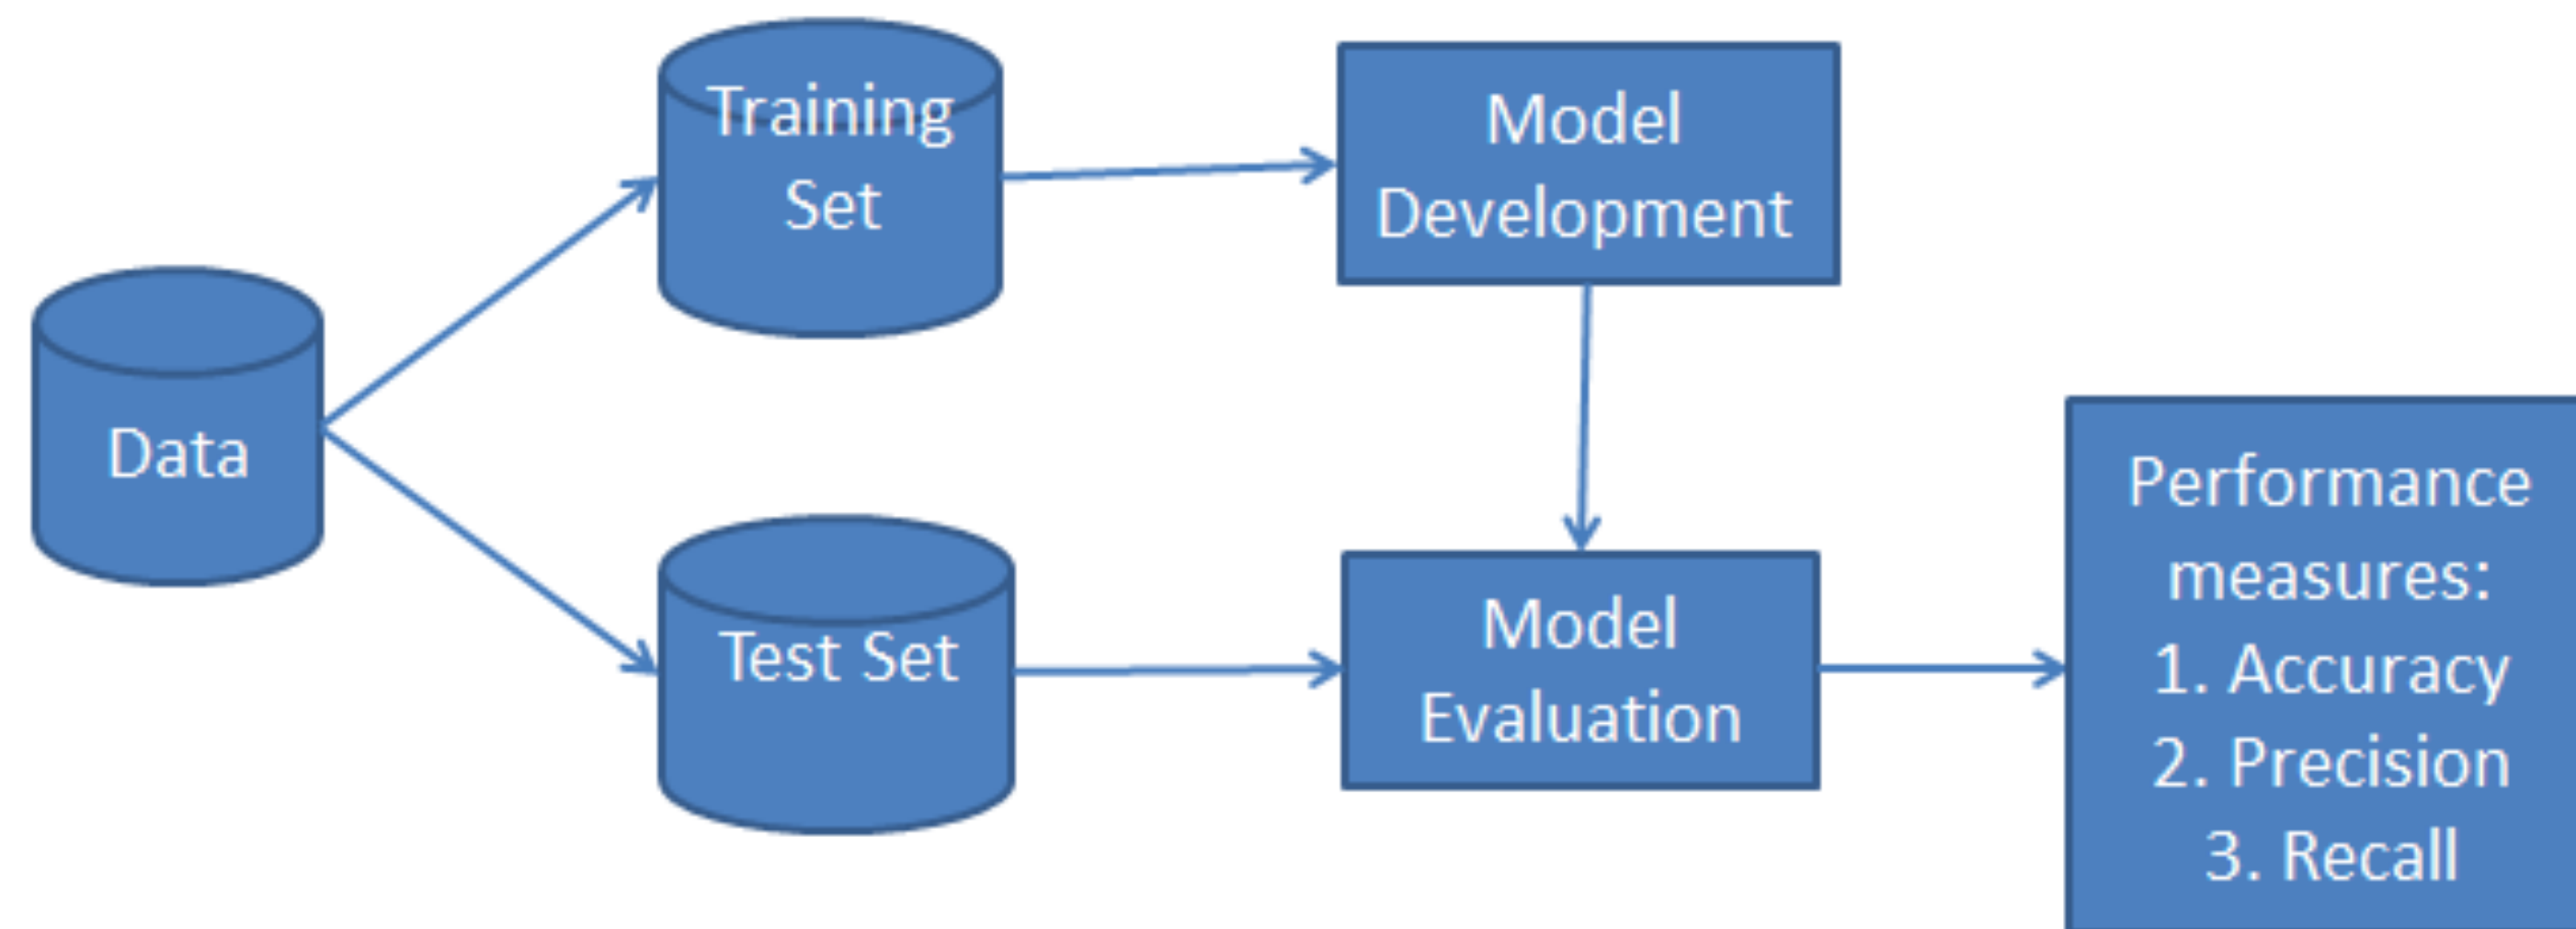 Training
Set
Model
Development
Data
Test Set
Model
Evaluation
Performance
measures:
1. Accuracy
2. Precision
3. Recall